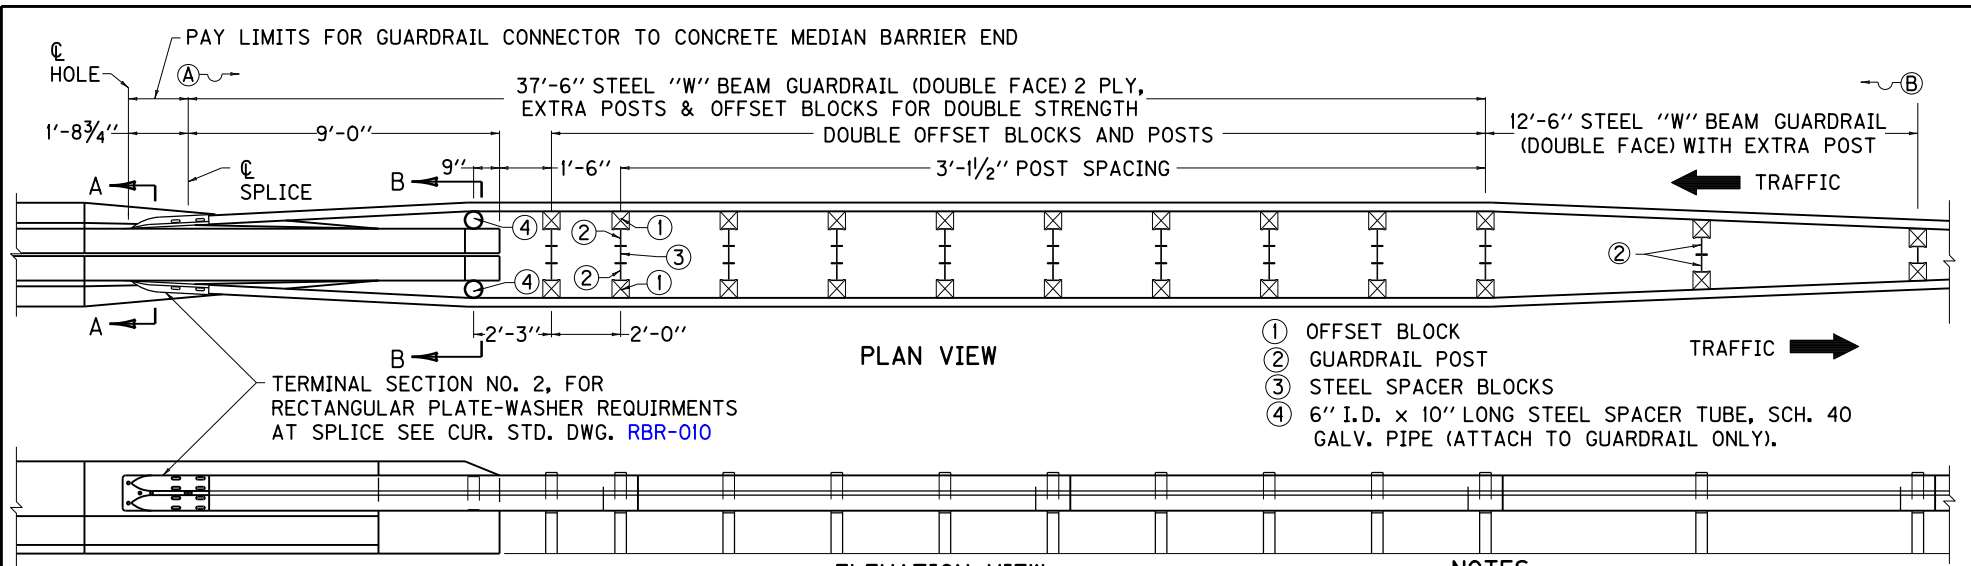 PAY LIMITS FOR GUARDRAIL CONNECTOR TO CONCRETE MEDIAN BARRIER END
℄
HOLE
A
37'-6" STEEL "W" BEAM GUARDRAIL (DOUBLE FACE) 2 PLY,
EXTRA POSTS & OFFSET BLOCKS FOR DOUBLE STRENGTH
B
1'-8¾"
9'-0"
DOUBLE OFFSET BLOCKS AND POSTS
12'-6" STEEL "W" BEAM GUARDRAIL
(DOUBLE FACE) WITH EXTRA POST
℄
SPLICE
9"
1'-6"
3'-1½" POST SPACING
A
B
TRAFFIC
4
2
1
3
2
4
2
1
A
2'-3"
2'-0"
B
PLAN VIEW
TRAFFIC
1 OFFSET BLOCK
2 GUARDRAIL POST
3 STEEL SPACER BLOCKS
4 6" I.D. x 10" LONG STEEL SPACER TUBE, SCH. 40
GALV. PIPE (ATTACH TO GUARDRAIL ONLY).
TERMINAL SECTION NO. 2, FOR
RECTANGULAR PLATE-WASHER REQUIRMENTS
AT SPLICE SEE CUR. STD. DWG. RBR-010
ELEVATION VIEW
NOTES